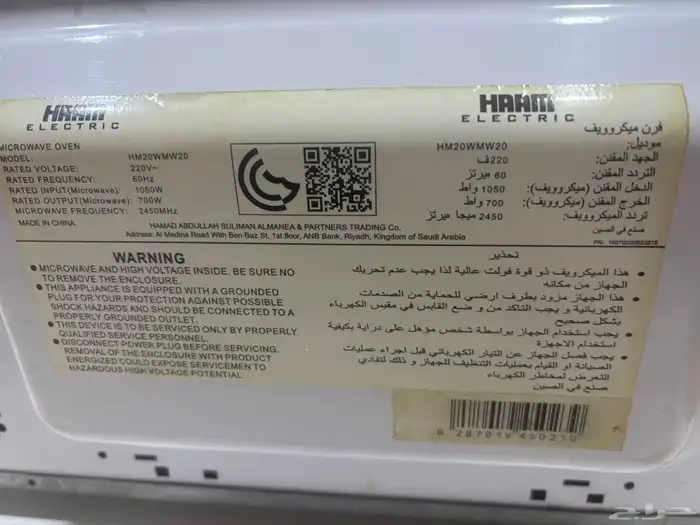 HAAM
ELECTRIC
MICROWAVE OVEN
MODEL: HM20WMW20
RATED VOLTAGE: 220V~
RATED FREQUENCY: 60Hz
RATED INPUT(Microwave): 1050W
RATED OUTPUT(Microwave): 700W
MICROWAVE FREQUENCY: 2450MHz
MADE IN CHINA
HAAM
ELECTRIC
فرن ميكروويف
موديل: HM20WMW20
الجهد المقنن: 220ف
التردد المقنن: 60 هيرتز
الدخل المقنن (ميكروويف): 1050 واط
الخرج المقنن (ميكروويف): 700 واط
تردد الميكروويف: 2450 ميجا هيرتز
صنع في الصين
HAMAD ABDULLAH SULIMAN ALMANEA & PARTNERS TRADING Co.
Address: Al Madina Road With Ben Baz St, 1st floor, ANB Bank, Riyadh, Kingdom of Saudi Arabia
WARNING
● MICROWAVE AND HIGH VOLTAGE INSIDE. BE SURE NO
TO REMOVE THE ENCLOSURE.
● THIS APPLIANCE IS EQUIPPED WITH A GROUNDED
PLUG FOR YOUR PROTECTION AGAINST POSSIBLE
SHOCK HAZARDS AND SHOULD BE CONNECTED TO A
PROPERLY GROUNDED OUTLET.
● THIS DEVICE IS TO BE SERVICED ONLY BY PROPERLY
QUALIFIED SERVICE PERSONNEL.
● DISCONNECT POWER PLUG BEFORE SERVICING.
REMOVAL OF THE ENCLOSURE WITH PRODUCT
ENERGIZED COULD EXPOSE SERVICEMEN TO
HAZARDOUS HIGH VOLTAGE POTENTIAL
تحذير
● هذا الميكرويف ذو قوة فولت عالية لذا يجب عدم تحريك
الجهاز من مكانه
● هذا الجهاز مزود بطرف ارضي للحماية من الصدمات
الكهربائية و يجب التاكد من و ضع القابس في مقبس الكهرباء
بشكل صحيح
● يجب استخدام الجهاز بواسطة شخص مؤهل على دراية بكيفية
استخدام الاجهزة
● يجب فصل الجهاز عن التيار الكهربائي قبل اجراء عمليات
الصيانة او القيام بعمليات التنظيف للجهاز و ذلك لتفادي
التعرض لمخاطر الكهرباء
صنع في الصين
6 287019 450212
حراج